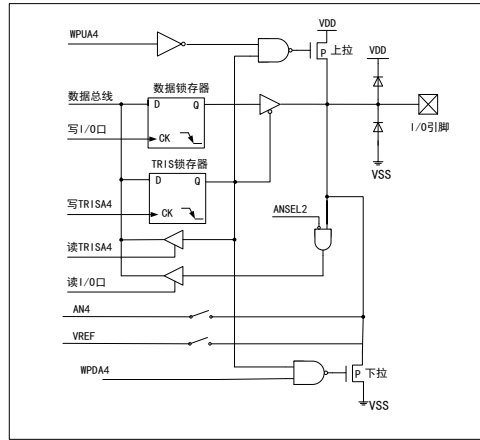 VDD
WPUA4
P 上拉
VDD
数据总线
数据锁存器
D Q
I/O引脚
写I/O口
CK
VSS
TRIS锁存器
D Q
写TRISA4
CK
ANSEL2
读TRISA4
读I/O口
AN4
VREF
WPDA4
P 下拉
VSS